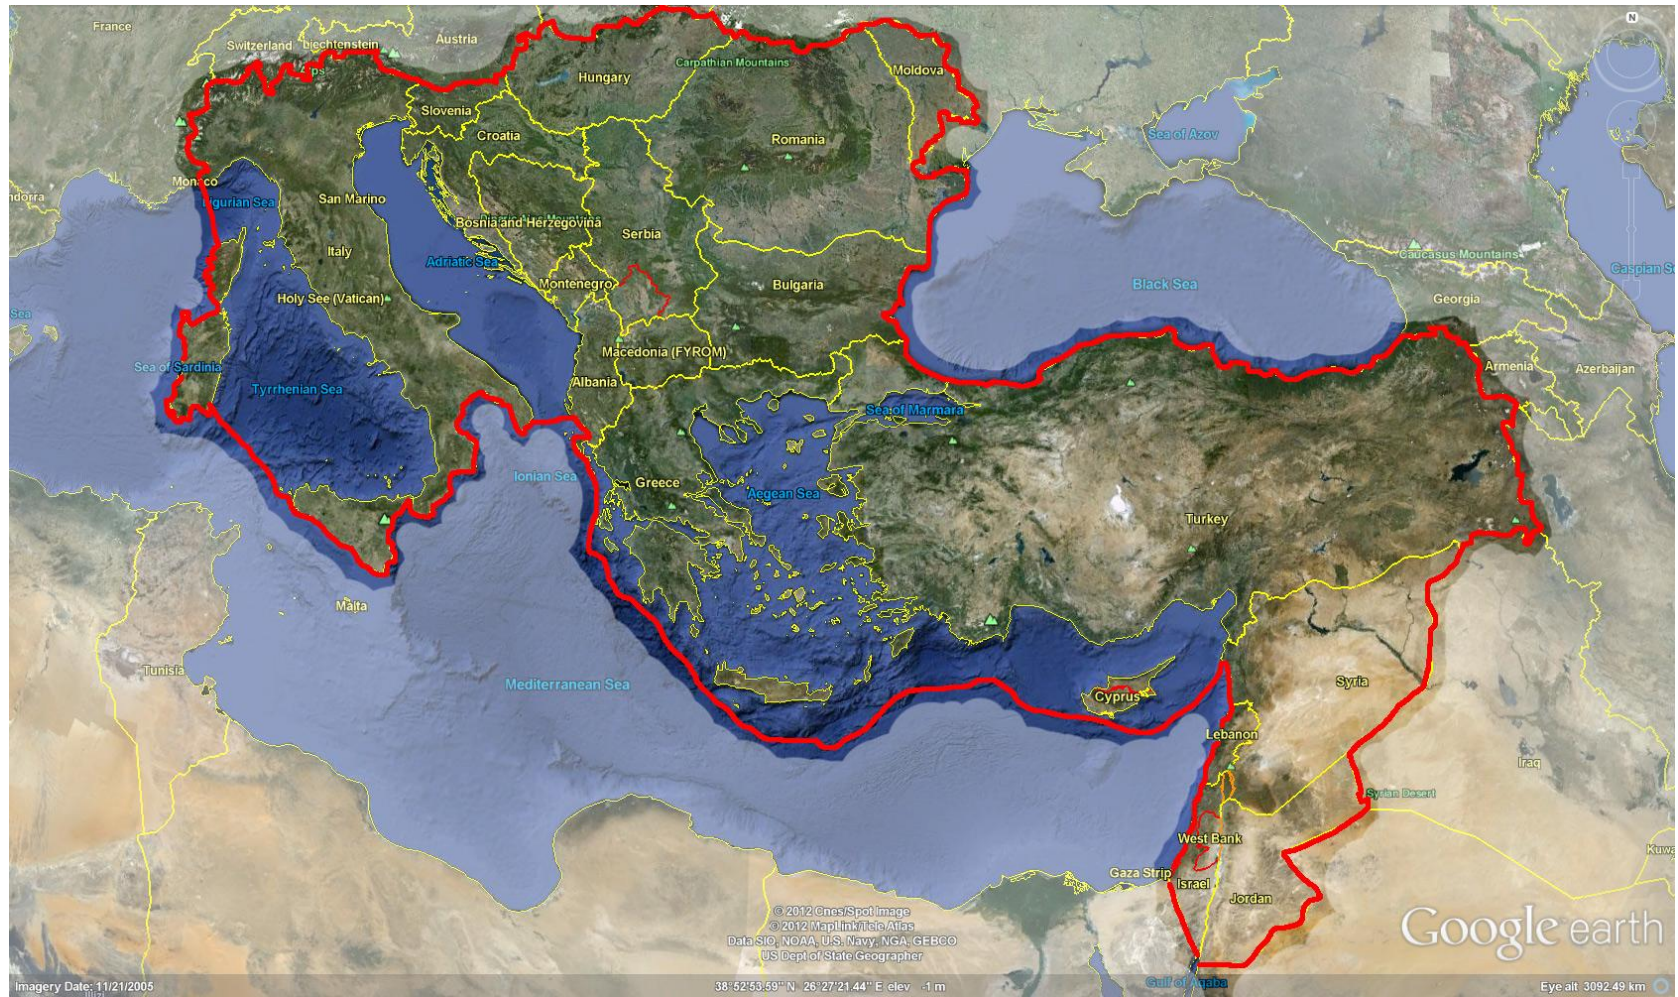 France
Switzerland
Liechtenstein
Austria
Alps
Carpathian Mountains
Hungary
Moldova
Slovenia
Croatia
Romania
Sea of Azov
Monaco
ndorra
Ligurian Sea
San Marino
Bosnia and Herzegovina
Serbia
Italy
Adriatic Sea
Caucasus Mountains
Caspian Se
Montenegro
Bulgaria
Black Sea
Georgia
Holy See (Vatican)
Sea
Macedonia (FYROM)
Sea of Sardinia
Armenia
Azerbaijan
Tyrrhenian Sea
Albania
Sea of Marmara
Ionian Sea
Greece
Aegean Sea
Turkey
Malta
Tunisia
Mediterranean Sea
Cyprus
Syria
Lebanon
Iraq
Syrian Desert
West Bank
Kuwa
Gaza Strip
Israel
Jordan
© 2012 Cnes/Spot Image
© 2012 MapLink/Tele Atlas
Data SIO, NOAA, U.S. Navy, NGA, GEBCO
US Dept of State Geographer
Google earth
Gulf of Aqaba
Imagery Date: 11/21/2005
38°52'53.59" N 26°27'21.44" E elev -1 m
Eye alt 3092.49 km
N